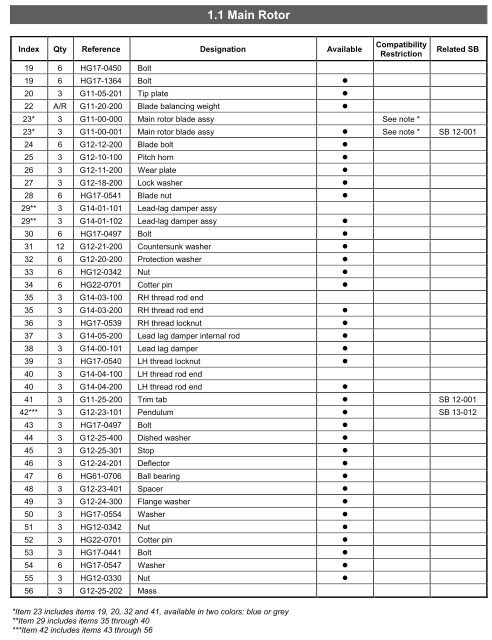 1.1 Main Rotor
Index Qty Reference Designation Available Compatibility Restriction Related SB
19 6 HG17-0450 Bolt
19 6 HG17-1364 Bolt ●
20 3 G11-05-201 Tip plate ●
22 A/R G11-20-200 Blade balancing weight ●
23* 3 G11-00-000 Main rotor blade assy See note *
23* 3 G11-00-001 Main rotor blade assy ● See note * SB 12-001
24 6 G12-12-200 Blade bolt ●
25 3 G12-10-100 Pitch horn ●
26 3 G12-11-200 Wear plate ●
27 3 G12-18-200 Lock washer ●
28 6 HG17-0541 Blade nut ●
29** 3 G14-01-101 Lead-lag damper assy
29** 3 G14-01-102 Lead-lag damper assy ●
30 6 HG17-0497 Bolt ●
31 12 G12-21-200 Countersunk washer ●
32 6 G12-20-200 Protection washer ●
33 6 HG12-0342 Nut ●
34 6 HG22-0701 Cotter pin ●
35 3 G14-03-100 RH thread rod end
35 3 G14-03-200 RH thread rod end ●
36 3 HG17-0539 RH thread locknut ●
37 3 G14-05-200 Lead lag damper internal rod ●
38 3 G14-00-101 Lead lag damper ●
39 3 HG17-0540 LH thread locknut ●
40 3 G14-04-100 LH thread rod end
40 3 G14-04-200 LH thread rod end ●
41 3 G11-25-200 Trim tab ● SB 12-001
42*** 3 G12-23-101 Pendulum ● SB 13-012
43 3 HG17-0497 Bolt ●
44 3 G12-25-400 Dished washer ●
45 3 G12-25-301 Stop ●
46 3 G12-24-201 Deflector ●
47 6 HG61-0706 Ball bearing ●
48 3 G12-23-401 Spacer ●
49 3 G12-24-300 Flange washer ●
50 3 HG17-0554 Washer ●
51 3 HG12-0342 Nut ●
52 3 HG22-0701 Cotter pin ●
53 3 HG17-0441 Bolt ●
54 6 HG17-0547 Washer ●
55 3 HG12-0330 Nut ●
56 3 G12-25-202 Mass
*Item 23 includes items 19, 20, 32 and 41, available in two colors: blue or grey
**Item 29 includes items 35 through 40
***Item 42 includes items 43 through 56